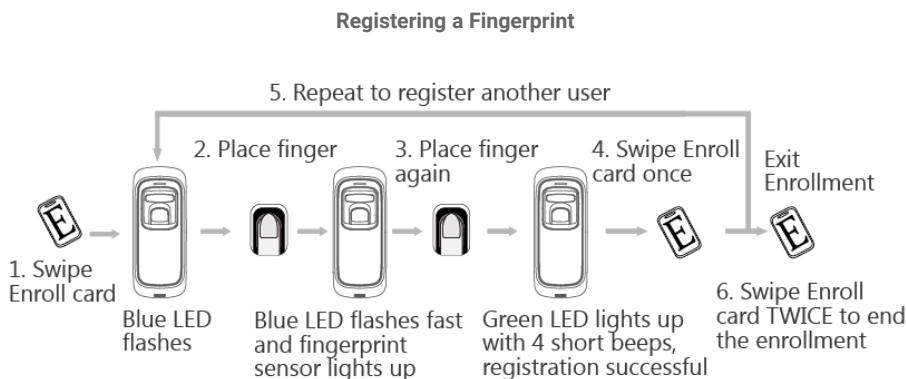 Registering a Fingerprint
5. Repeat to register another user
2. Place finger
3. Place finger
again
4. Swipe Enroll
card once
Exit
Enrollment
E
E
E
1. Swipe
Enroll card
Blue LED
flashes
Blue LED flashes fast
and fingerprint
sensor lights up
Green LED lights up
with 4 short beeps,
registration successful
6. Swipe Enroll
card TWICE to end
the enrollment